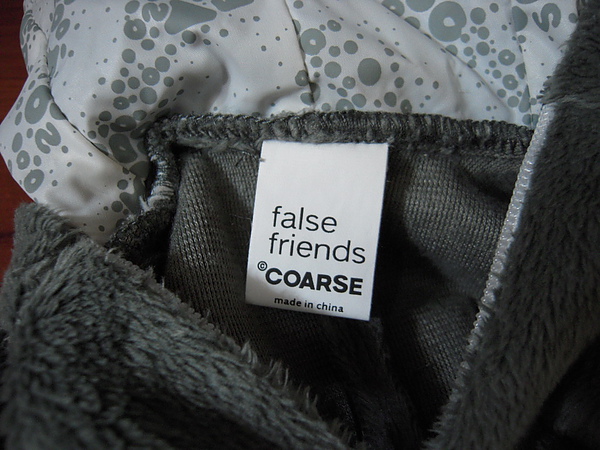 false
friends
©COARSE
made in china